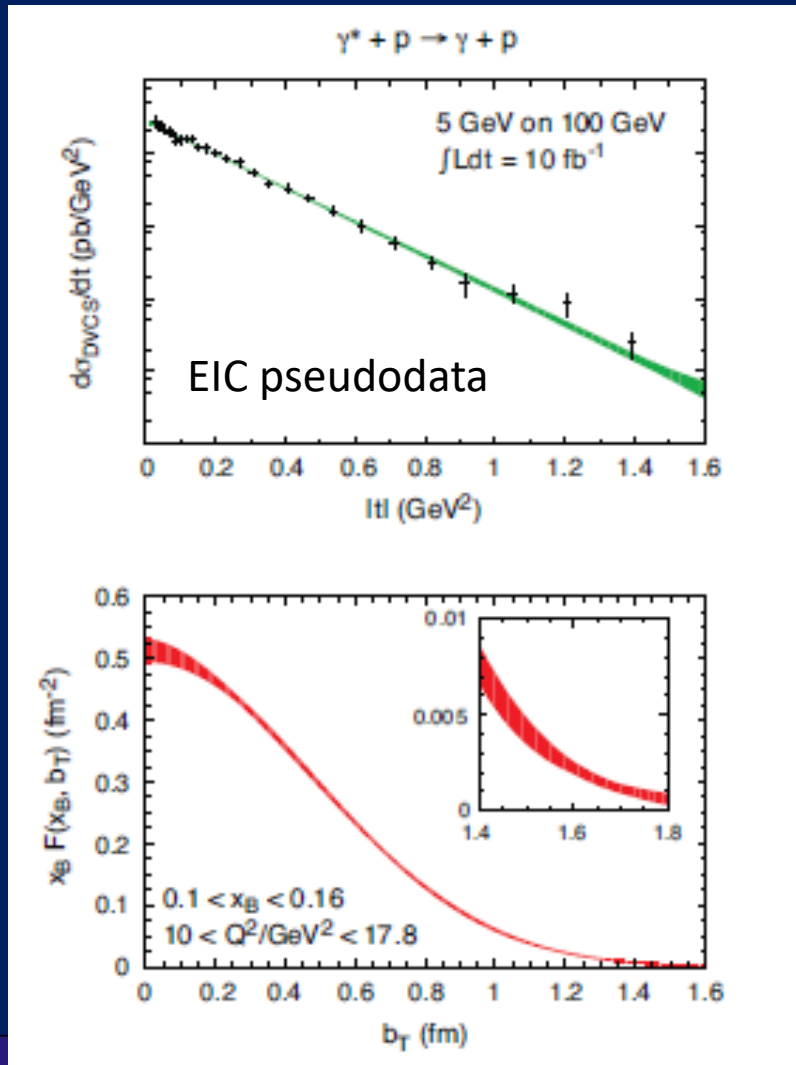 γ* + p → γ + p
5 GeV on 100 GeV
∫Ldt = 10 fb⁻¹
dσDVCS/dt (pb/GeV²)
EIC pseudodata
0 0.2 0.4 0.6 0.8 1 1.2 1.4 1.6
ltl (GeV²)
0.6
0.5
0.4
0.3
0.2
0.1
0
xB F(xB, bT) (fm⁻²)
0.01
0.005
0
1.4 1.6 1.8
0.1 < xB < 0.16
10 < Q²/GeV² < 17.8
0 0.2 0.4 0.6 0.8 1 1.2 1.4 1.6
bT (fm)